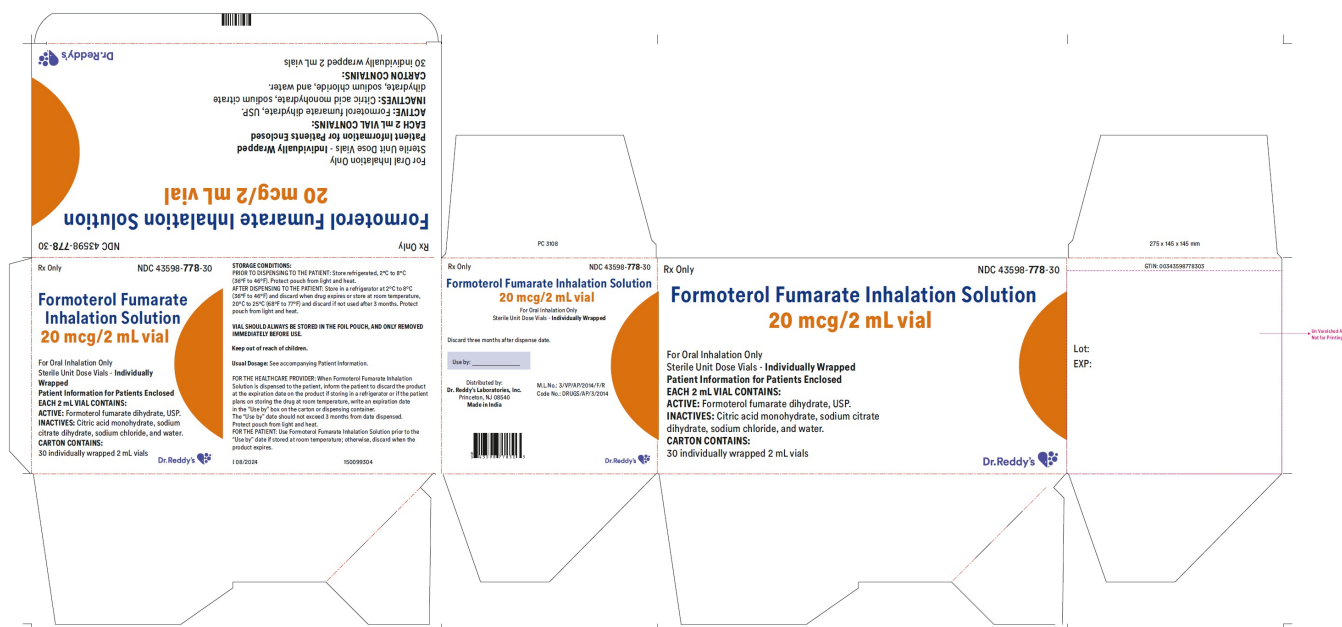 Dr.Reddy's
30 individually wrapped 2 mL vials
CARTON CONTAINS:
dihydrate, sodium chloride, and water.
INACTIVES: Citric acid monohydrate, sodium citrate
ACTIVE: Formoterol fumarate dihydrate, USP.
EACH 2 mL VIAL CONTAINS:
Patient Information for Patients Enclosed
Sterile Unit Dose Vials - Individually Wrapped
For Oral Inhalation Only
20 mcg/2 mL vial
Formoterol Fumarate Inhalation Solution
NDC 43598-778-30
Rx Only
Rx Only
NDC 43598-778-30
Formoterol Fumarate
Inhalation Solution
20 mcg/2 mL vial
For Oral Inhalation Only
Sterile Unit Dose Vials - Individually
Wrapped
Patient Information for Patients Enclosed
EACH 2 mL VIAL CONTAINS:
ACTIVE: Formoterol fumarate dihydrate, USP.
INACTIVES: Citric acid monohydrate, sodium
citrate dihydrate, sodium chloride, and water.
CARTON CONTAINS:
30 individually wrapped 2 mL vials
Dr.Reddy's
STORAGE CONDITIONS:
PRIOR TO DISPENSING TO THE PATIENT: Store refrigerated, 2°C to 8°C
(36°F to 46°F). Protect pouch from light and heat.
AFTER DISPENSING TO THE PATIENT: Store in a refrigerator at 2°C to 8°C
(36°F to 46°F) and discard when drug expires or store at room temperature,
20°C to 25°C (68°F to 77°F) and discard if not used after 3 months. Protect
pouch from light and heat.
VIAL SHOULD ALWAYS BE STORED IN THE FOIL POUCH, AND ONLY REMOVED
IMMEDIATELY BEFORE USE.
Keep out of reach of children.
Usual Dosage: See accompanying Patient Information.
FOR THE HEALTHCARE PROVIDER: When Formoterol Fumarate Inhalation
Solution is dispensed to the patient, inform the patient to discard the product
at the expiration date on the product if storing in a refrigerator or if the patient
plans on storing the drug at room temperature, write an expiration date
in the "Use by" box on the carton or dispensing container.
The "Use by" date should not exceed 3 months from date dispensed.
Protect pouch from light and heat.
FOR THE PATIENT: Use Formoterol Fumarate Inhalation Solution prior to the
"Use by" date if stored at room temperature; otherwise, discard when the
product expires.
I 08/2024
150099304
PC 3108
Rx Only
NDC 43598-778-30
Formoterol Fumarate Inhalation Solution
20 mcg/2 mL vial
For Oral Inhalation Only
Sterile Unit Dose Vials - Individually Wrapped
Discard three months after dispense date.
Use by: ________________
Distributed by:
Dr. Reddy's Laboratories, Inc.
Princeton, NJ 08540
Made in India
M.L.No.: 3/VP/AP/2014/F/R
Code No.: DRUGS/AP/3/2014
Dr.Reddy's
Rx Only
NDC 43598-778-30
Formoterol Fumarate Inhalation Solution
20 mcg/2 mL vial
For Oral Inhalation Only
Sterile Unit Dose Vials - Individually Wrapped
Patient Information for Patients Enclosed
EACH 2 mL VIAL CONTAINS:
ACTIVE: Formoterol fumarate dihydrate, USP.
INACTIVES: Citric acid monohydrate, sodium citrate
dihydrate, sodium chloride, and water.
CARTON CONTAINS:
30 individually wrapped 2 mL vials
Dr.Reddy's
275 x 145 x 145 mm
GTIN: 00343598778303
Lot:
EXP:
Un Varnished A
Not for Printing